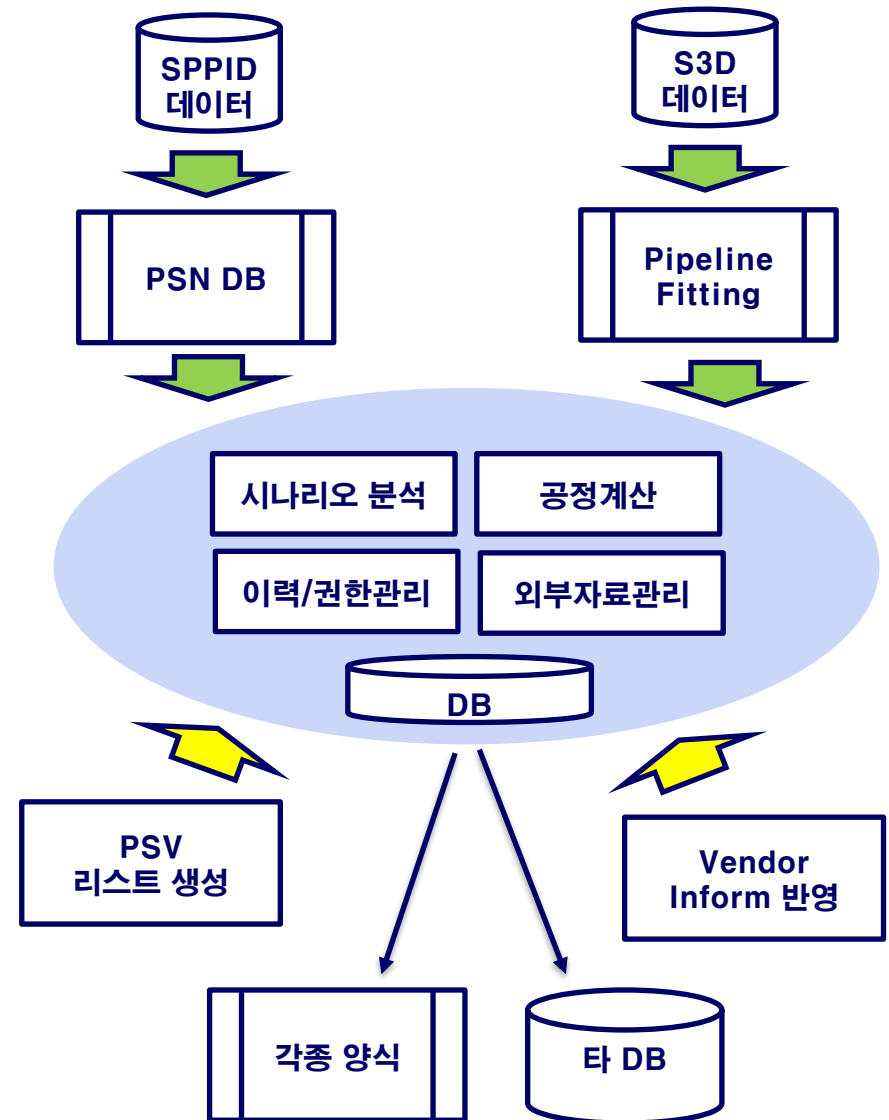 SPPID
데이터
S3D
데이터
PSN DB
Pipeline
Fitting
시나리오 분석
공정계산
이력/권한관리
외부자료관리
DB
PSV
리스트 생성
Vendor
Inform 반영
각종 양식
타 DB